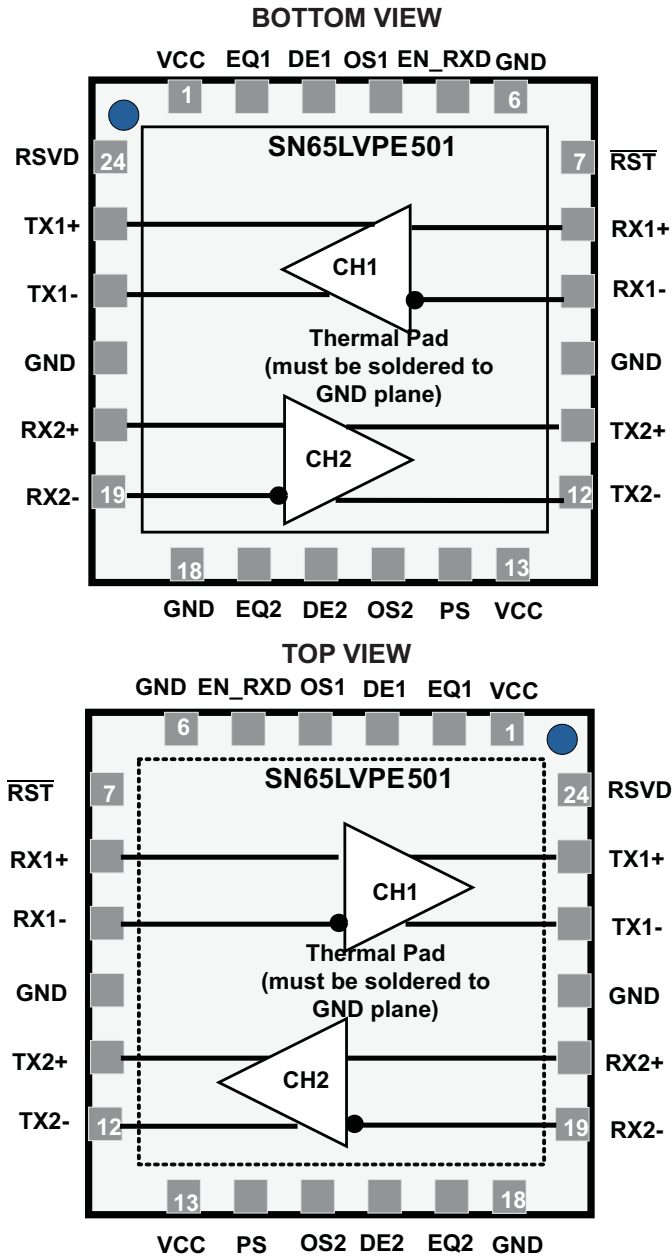 BOTTOM VIEW
VCC EQ1 DE1 OS1 EN_RXD GND
1 6
SN65LVPE501
RSVD 24 7 RST
TX1+ RX1+
CH1
TX1- RX1-
Thermal Pad
GND (must be soldered to GND
GND plane)
RX2+ TX2+
CH2
RX2- 19 12 TX2-
18 13
GND EQ2 DE2 OS2 PS VCC
TOP VIEW
GND EN_RXD OS1 DE1 EQ1 VCC
6 1
SN65LVPE501
RST 7 24 RSVD
RX1+ TX1+
CH1
RX1- TX1-
Thermal Pad
(must be soldered to
GND GND
GND plane)
TX2+ RX2+
CH2
TX2- 12 19 RX2-
13 18
VCC PS OS2 DE2 EQ2 GND